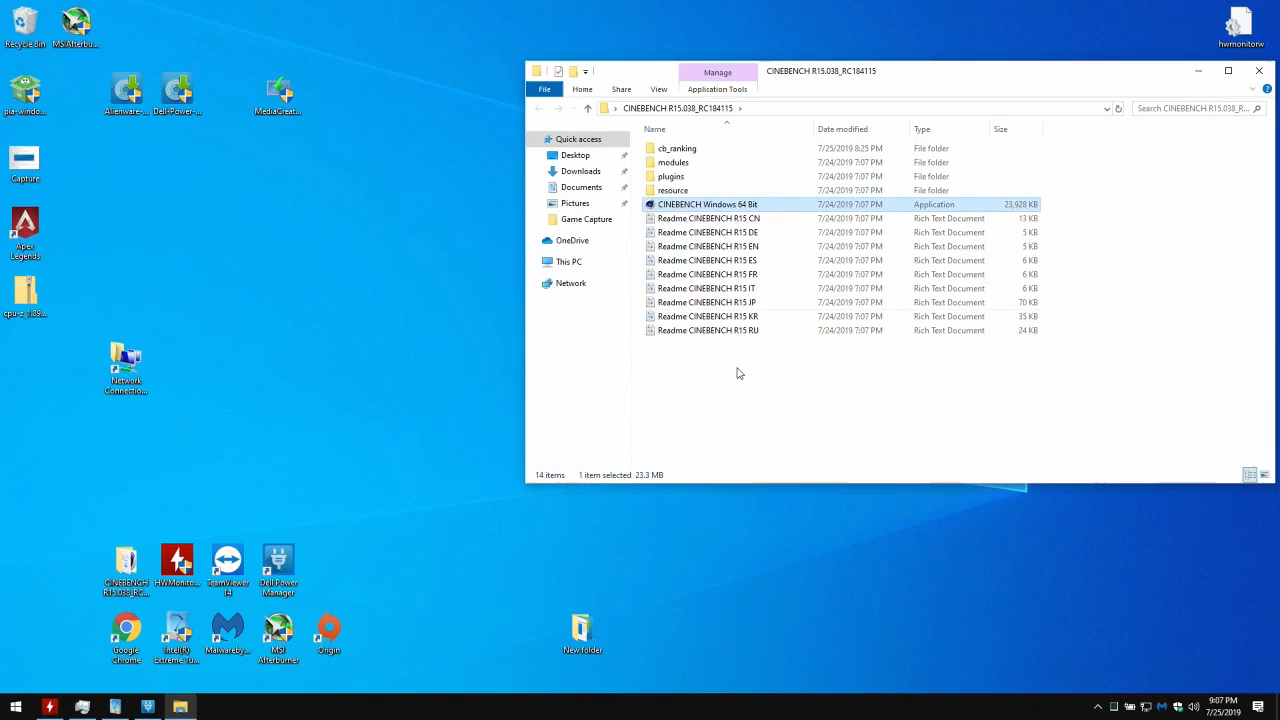 Recycle Bin
MSI Afterbu...
hwmonitorw
pia-windo...
Alienware-...
Dell-Power-...
MediaCreat...
Capture
Apex
Legends
cpu-z_1.89...
Network
Connectio...
CINEBENCH
R15.038_RC...
HWMonito...
TeamViewer
14
Dell Power
Manager
Google
Chrome
Intel(R)
Extreme Tu...
Malwareby...
MSI
Afterburner
Origin
New folder
Manage
CINEBENCH R15.038_RC184115
File
Home
Share
View
Application Tools
CINEBENCH R15.038_RC184115
Search CINEBENCH R15.038_R...
Name Date modified Type Size
Quick access
Desktop
Downloads
Documents
Pictures
Game Capture
OneDrive
This PC
Network
cb_ranking 7/25/2019 8:25 PM File folder
modules 7/24/2019 7:07 PM File folder
plugins 7/24/2019 7:07 PM File folder
resource 7/24/2019 7:07 PM File folder
CINEBENCH Windows 64 Bit 7/24/2019 7:07 PM Application 23,928 KB
Readme CINEBENCH R15 CN 7/24/2019 7:07 PM Rich Text Document 13 KB
Readme CINEBENCH R15 DE 7/24/2019 7:07 PM Rich Text Document 5 KB
Readme CINEBENCH R15 EN 7/24/2019 7:07 PM Rich Text Document 5 KB
Readme CINEBENCH R15 ES 7/24/2019 7:07 PM Rich Text Document 6 KB
Readme CINEBENCH R15 FR 7/24/2019 7:07 PM Rich Text Document 6 KB
Readme CINEBENCH R15 IT 7/24/2019 7:07 PM Rich Text Document 6 KB
Readme CINEBENCH R15 JP 7/24/2019 7:07 PM Rich Text Document 70 KB
Readme CINEBENCH R15 KR 7/24/2019 7:07 PM Rich Text Document 35 KB
Readme CINEBENCH R15 RU 7/24/2019 7:07 PM Rich Text Document 24 KB
14 items 1 item selected 23.3 MB
9:07 PM
7/25/2019